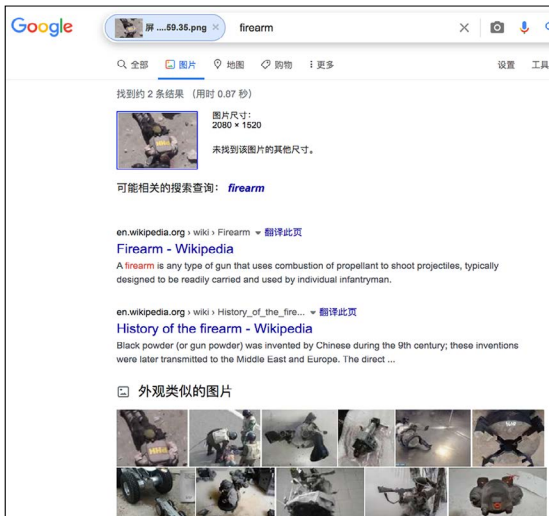 Google
屏 ....59.35.png × firearm
全部 图片 地图 购物 更多 设置 工具
找到约 2 条结果 （用时 0.87 秒）
图片尺寸：
2080 × 1520
未找到该图片的其他尺寸。
可能相关的搜索查询： firearm
en.wikipedia.org › wiki › Firearm ▾ 翻译此页
Firearm - Wikipedia
A firearm is any type of gun that uses combustion of propellant to shoot projectiles, typically
designed to be readily carried and used by individual infantryman.
en.wikipedia.org › wiki › History_of_the_fire... ▾ 翻译此页
History of the firearm - Wikipedia
Black powder (or gun powder) was invented by Chinese during the 9th century; these inventions
were later transmitted to the Middle East and Europe. The direct ...
外观类似的图片